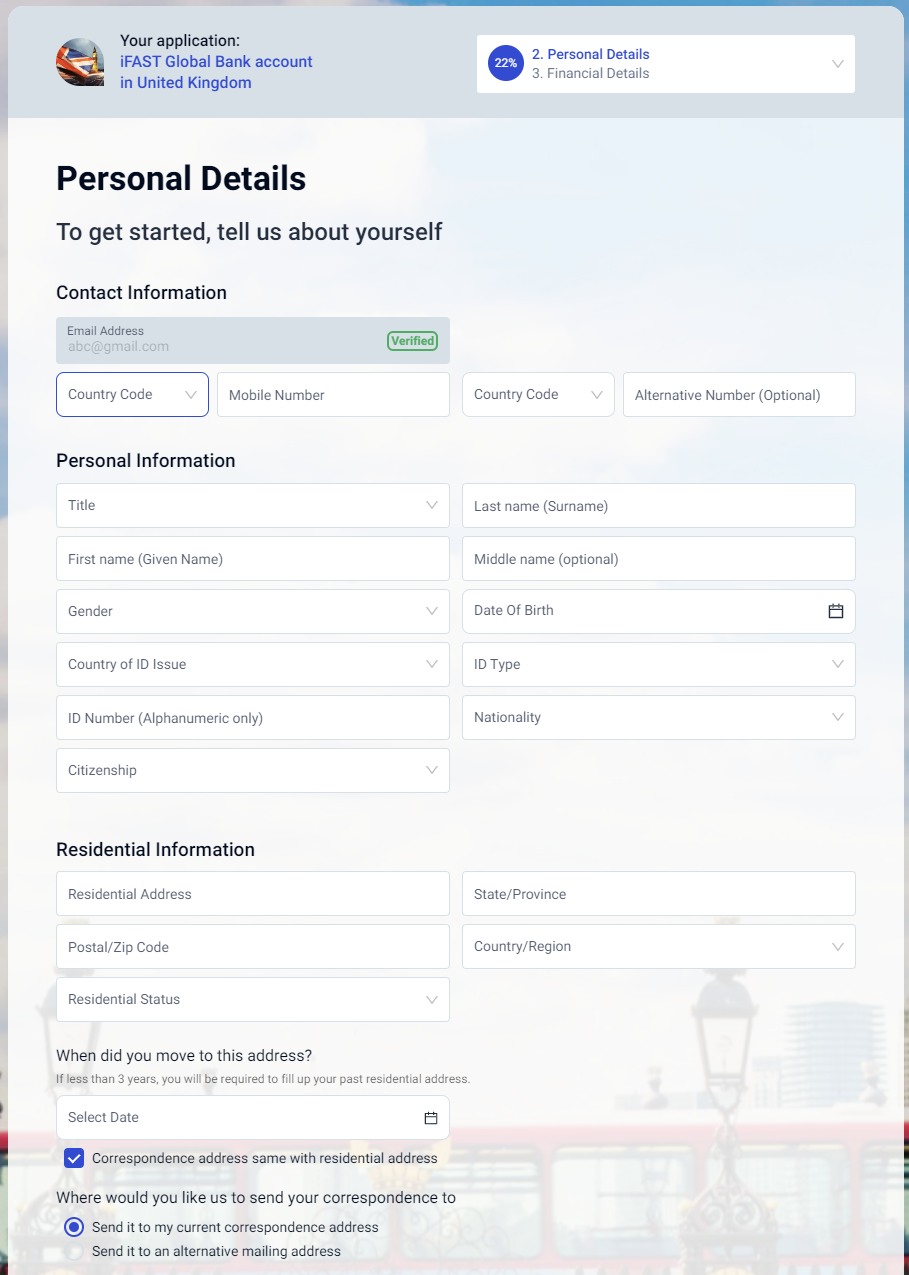 Your application:
iFAST Global Bank account
in United Kingdom
22%
2. Personal Details
3. Financial Details
Personal Details
To get started, tell us about yourself
Contact Information
Email Address
abc@gmail.com
Verified
Country Code
Mobile Number
Country Code
Alternative Number (Optional)
Personal Information
Title
Last name (Surname)
First name (Given Name)
Middle name (optional)
Gender
Date Of Birth
Country of ID Issue
ID Type
ID Number (Alphanumeric only)
Nationality
Citizenship
Residential Information
Residential Address
State/Province
Postal/Zip Code
Country/Region
Residential Status
When did you move to this address?
If less than 3 years, you will be required to fill up your past residential address.
Select Date
Correspondence address same with residential address
Where would you like us to send your correspondence to
Send it to my current correspondence address
Send it to an alternative mailing address